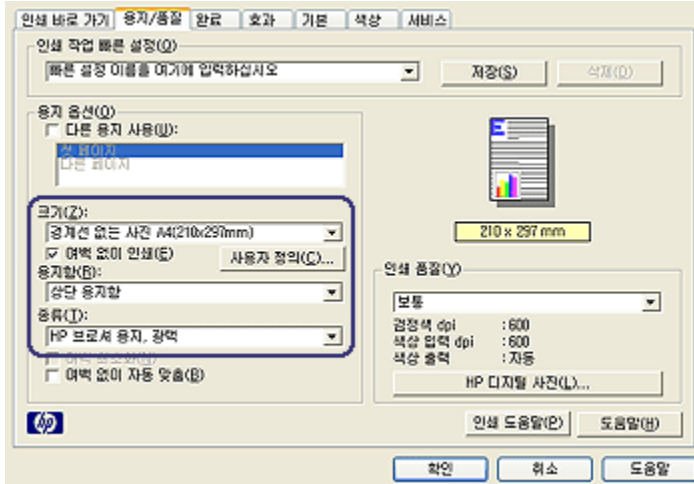 인쇄 바로 가기 용지/품질 완료 효과 기본 색상 서비스
인쇄 작업 빠른 설정(O)
빠른 설정 이름을 여기에 입력하십시오
저장(S) 삭제(D)
용지 옵션(O)
다른 용지 사용(U):
첫 페이지
다른 페이지
크기(Z):
경계선 없는 사진 A4(210x297mm)
여백 없이 인쇄(E) 사용자 정의(C)...
용지함(R):
상단 용지함
종류(T):
HP 브로셔 용지, 광택
여백 최소화(N)
여백 없이 자동 맞춤(B)
E
210 x 297 mm
인쇄 품질(Y)
보통
검정색 dpi : 600
색상 입력 dpi : 600
색상 출력 : 자동
HP 디지털 사진(L)...
hp
인쇄 도움말(P) 도움말(H)
확인 취소 도움말